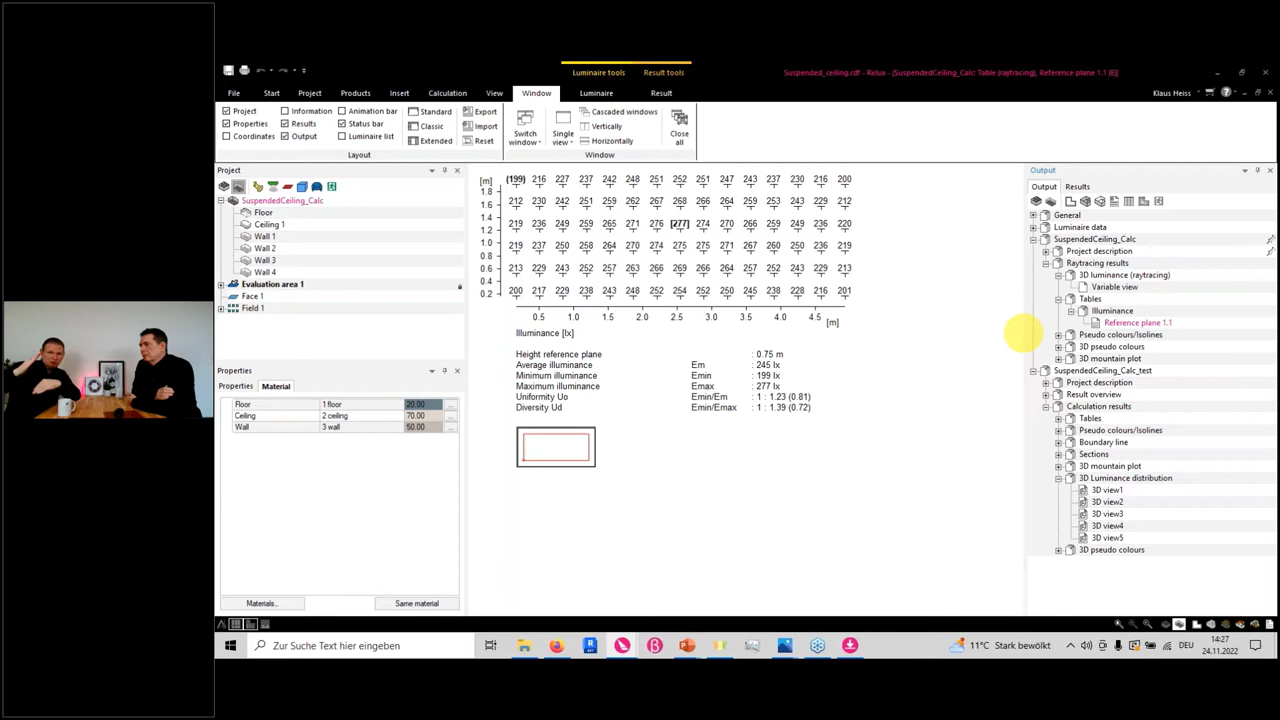 Luminaire tools Result tools Suspended_ceiling.cdf - Relux - [SuspendedCeiling_Calc: Table (raytracing), Reference plane 1.1 (E)]
File Start Project Products Insert Calculation View Window Luminaire Result Klaus Heiss
Project Information Animation bar Standard Export Cascaded windows
Properties Results Status bar Classic Import Vertically
Coordinates Output Luminaire list Extended Reset Horizontally
Switch window Single view Close all
Layout Window
Project
SuspendedCeiling_Calc
Floor
Ceiling 1
Wall 1
Wall 2
Wall 3
Wall 4
Evaluation area 1
Face 1
Field 1
Properties
Properties Material
Floor 1 floor 20.00 ...
Ceiling 2 ceiling 70.00 ...
Wall 3 wall 50.00 ...
Materials.. Same material
[m] (199) 216 227 237 242 248 251 252 251 247 243 237 230 216 200
1.8
1.6 212 229 243 252 259 262 268 268 267 263 259 252 243 229 212
1.4
1.2 219 236 249 259 266 271 276 [277] 274 270 266 259 249 236 220
1.0
0.8 219 237 250 258 264 270 275 275 275 271 267 260 250 239 219
0.6
0.4 213 229 243 252 257 262 266 269 266 262 258 252 243 229 213
0.2 200 217 229 238 243 248 252 254 252 248 243 238 228 216 201
0.5 1.0 1.5 2.0 2.5 3.0 3.5 4.0 4.5 [m]
Illuminance [lx]
Height reference plane : 0.75 m
Average illuminance Em : 245 lx
Minimum illuminance Emin : 199 lx
Maximum illuminance Emax : 277 lx
Uniformity Uo Emin/Em : 1 : 1.23 (0.81)
Diversity Ud Emin/Emax : 1 : 1.39 (0.72)
Output
Output Results
General
Luminaire data
SuspendedCeiling_Calc
Project description
Raytracing results
3D luminance (raytracing)
Variable view
Tables
Illuminance
Reference plane 1.1
Pseudo colours/Isolines
3D pseudo colours
3D mountain plot
SuspendedCeiling_Calc_test
Project description
Result overview
Calculation results
Tables
Pseudo colours/Isolines
Boundary line
Sections
3D mountain plot
3D Luminance distribution
3D view1
3D view2
3D view3
3D view4
3D view5
3D pseudo colours
Zur Suche Text hier eingeben
11°C Stark bewölkt DEU 14:27
24.11.2022